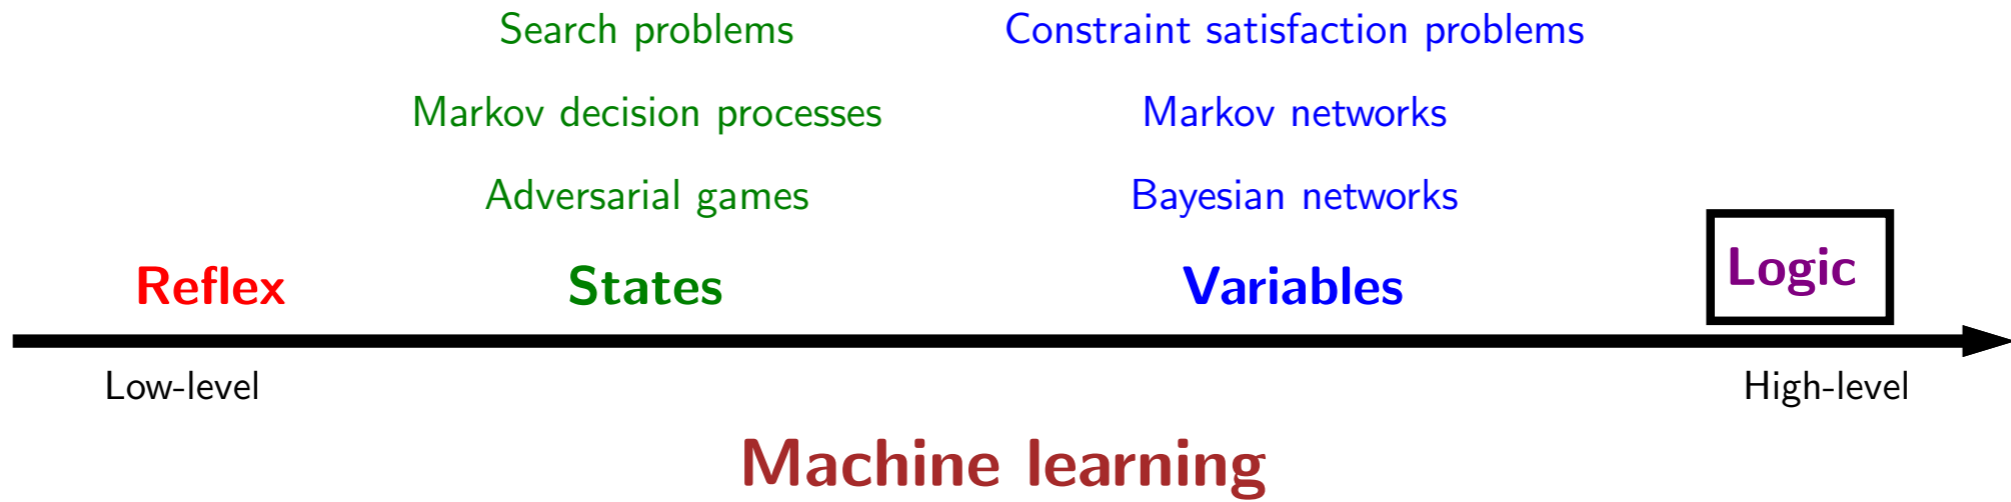 Search problems
Markov decision processes
Adversarial games
Constraint satisfaction problems
Markov networks
Bayesian networks
Reflex
States
Variables
Logic
Low-level
High-level
Machine learning